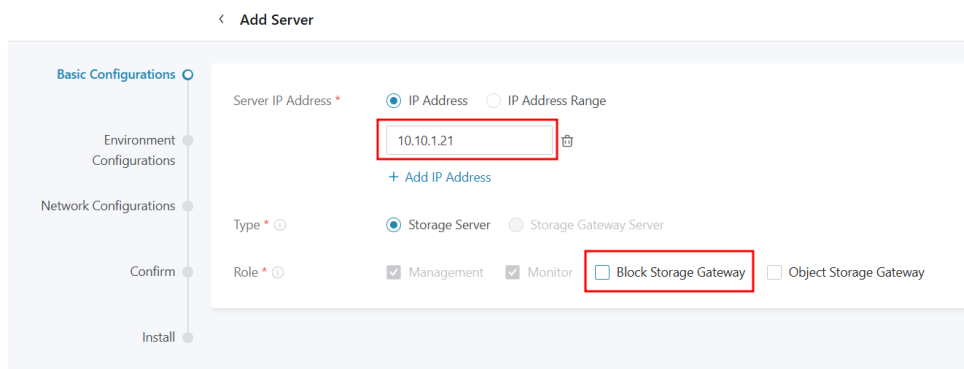 Add Server
Basic Configurations
Environment
Configurations
Network Configurations
Confirm
Install
Server IP Address *
IP Address
IP Address Range
10.10.1.21
+ Add IP Address
Type *
Storage Server
Storage Gateway Server
Role *
Management
Monitor
Block Storage Gateway
Object Storage Gateway